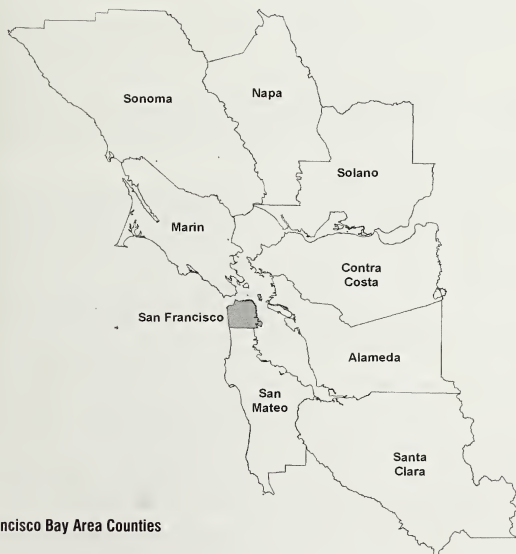 Sonoma
Napa
Solano
Marin
Contra
Costa
San Francisco
Alameda
San
Mateo
Santa
Clara
ncisco Bay Area Counties